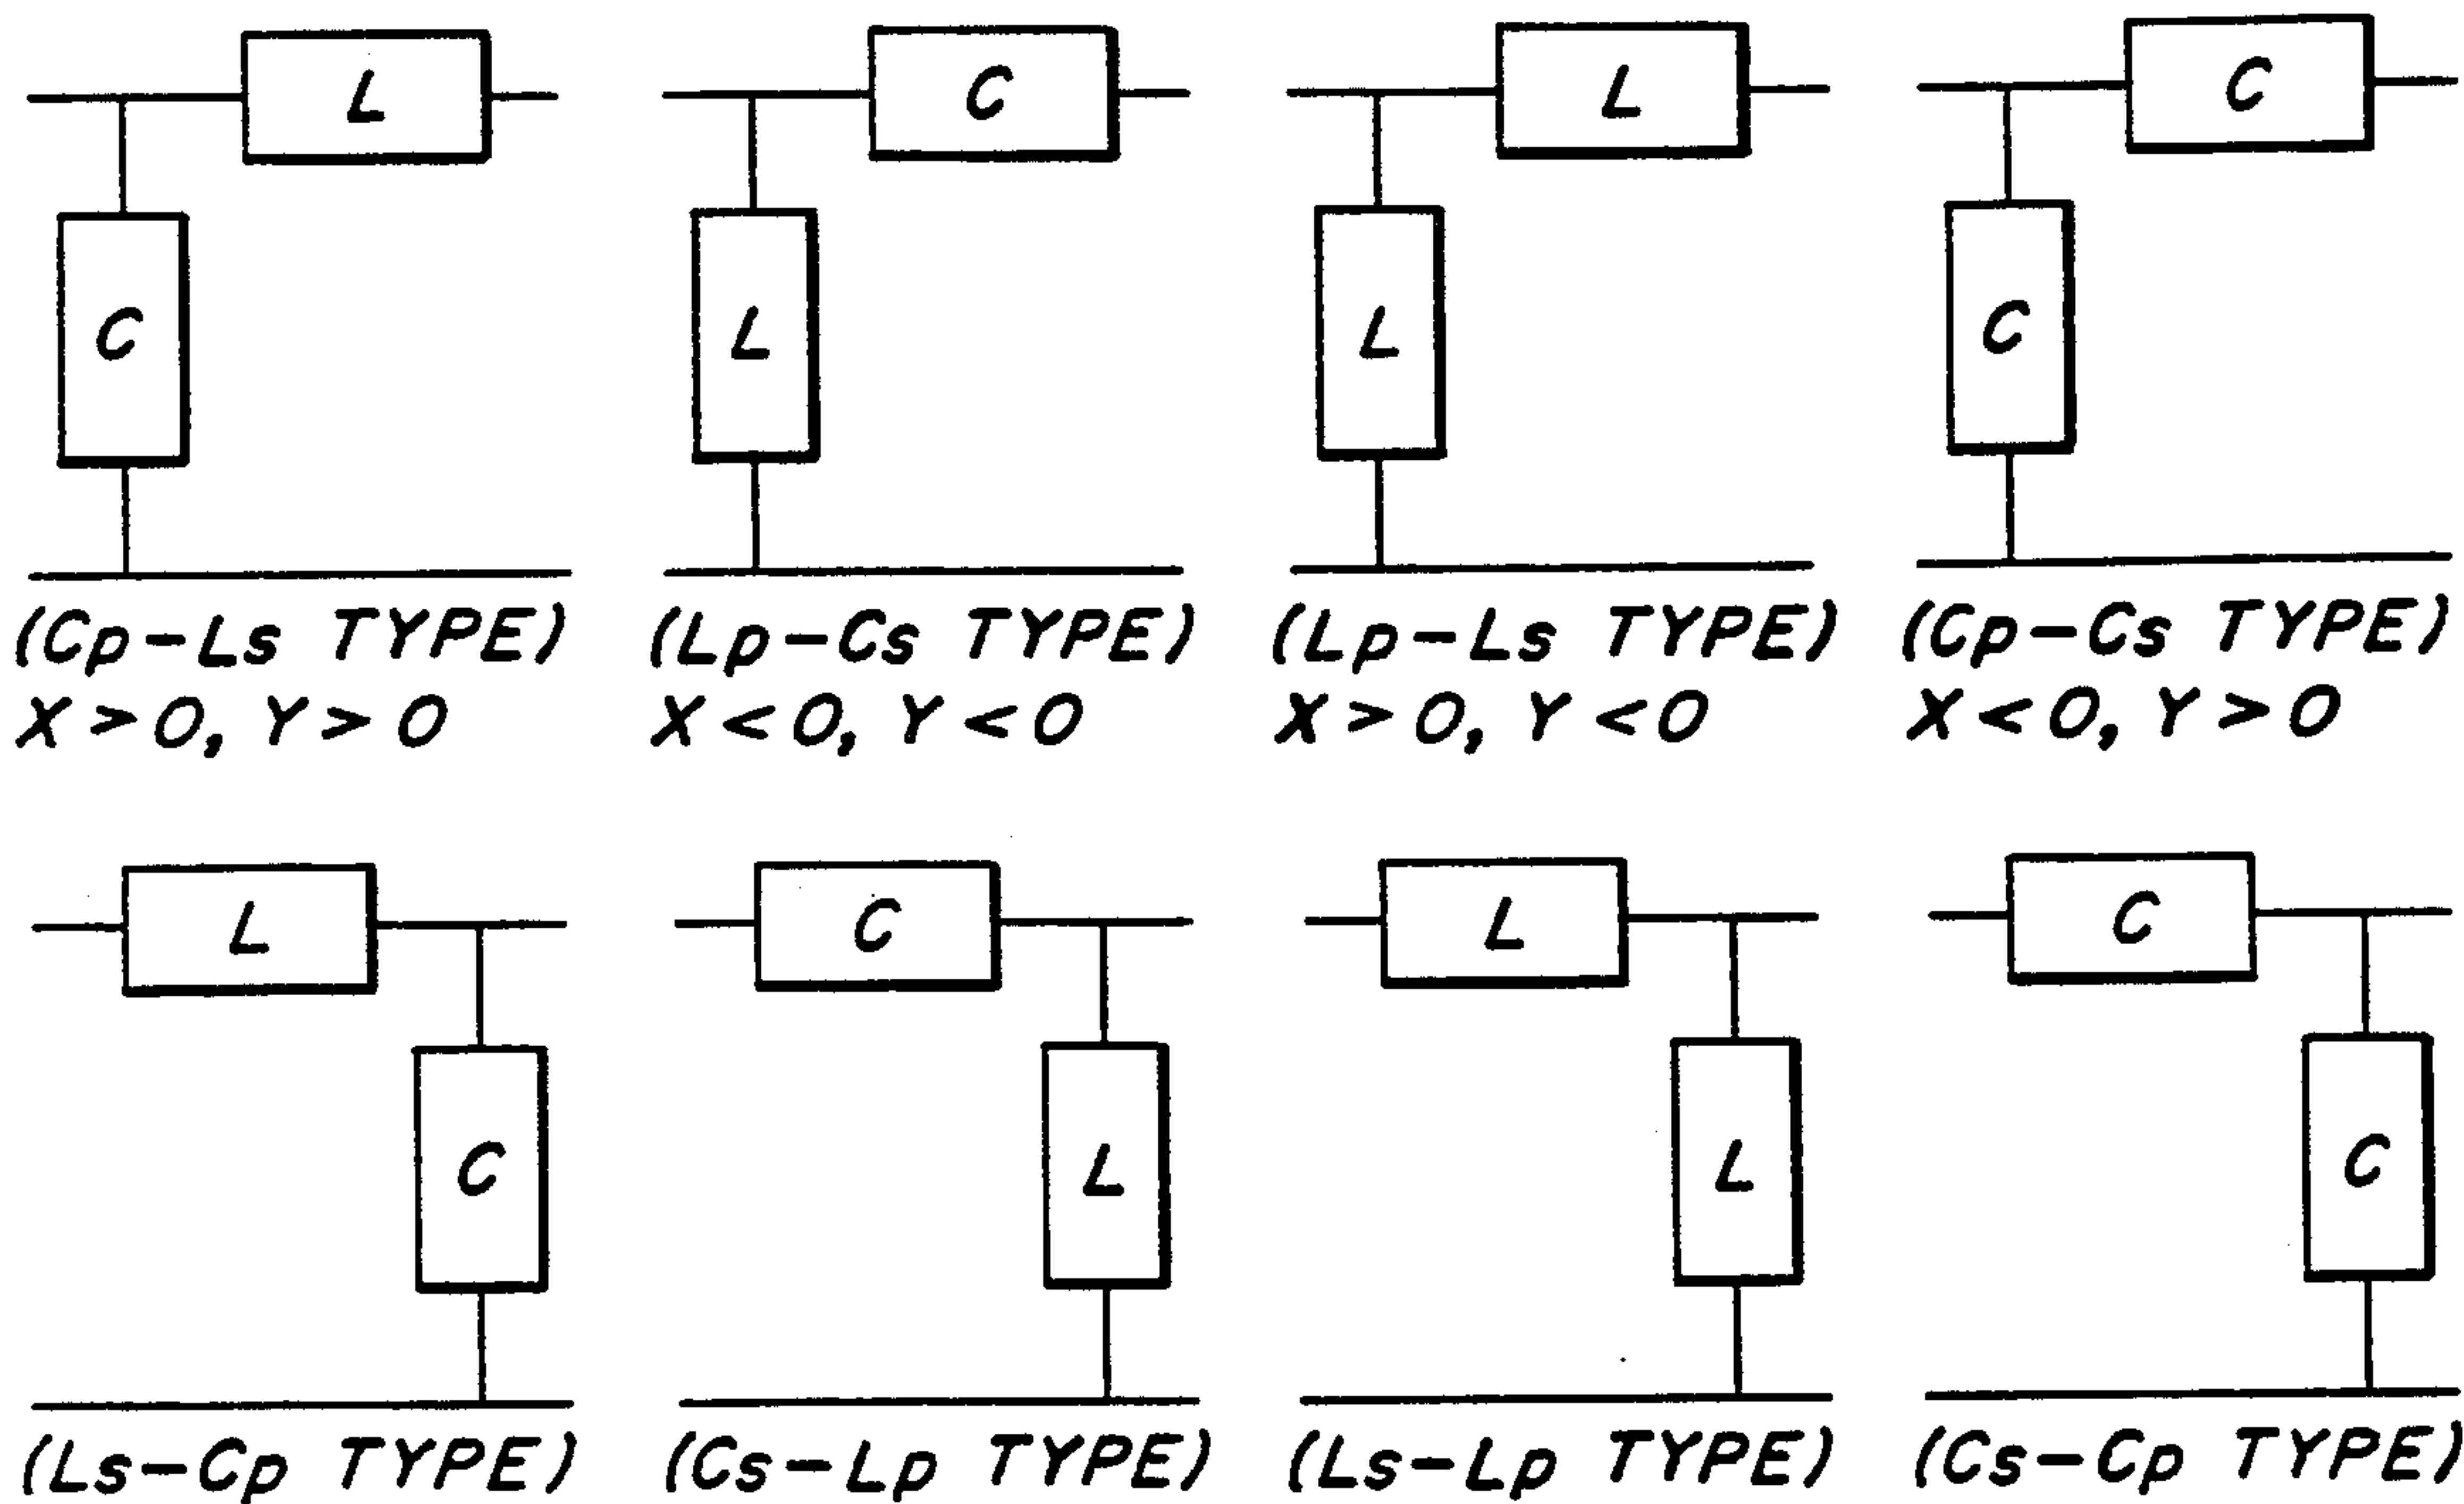 L C L C
C L L C
(Cp-Ls TYPE) (Lp-Cs TYPE) (Lp-Ls TYPE) (Cp-Cs TYPE)
X > 0, Y > 0 X < 0, Y < 0 X > 0, Y < 0 X < 0, Y > 0
L C L C
C L L C
(Ls-Cp TYPE) (Cs-Lp TYPE) (Ls-Lp TYPE) (Cs-Cp TYPE)